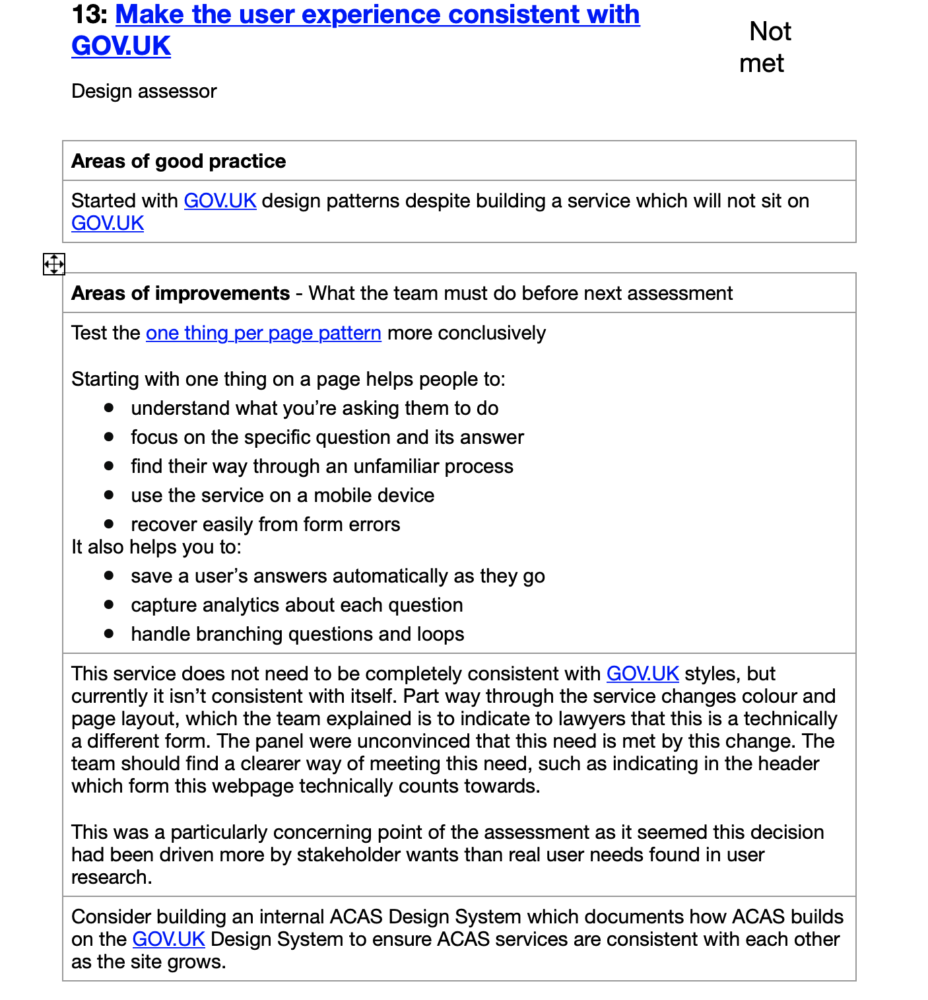 13: Make the user experience consistent with
GOV.UK
Not
met
Design assessor
Areas of good practice
Started with GOV.UK design patterns despite building a service which will not sit on
GOV.UK
Areas of improvements - What the team must do before next assessment
Test the one thing per page pattern more conclusively
Starting with one thing on a page helps people to:
● understand what you’re asking them to do
● focus on the specific question and its answer
● find their way through an unfamiliar process
● use the service on a mobile device
● recover easily from form errors
It also helps you to:
● save a user’s answers automatically as they go
● capture analytics about each question
● handle branching questions and loops
This service does not need to be completely consistent with GOV.UK styles, but
currently it isn’t consistent with itself. Part way through the service changes colour and
page layout, which the team explained is to indicate to lawyers that this is a technically
a different form. The panel were unconvinced that this need is met by this change. The
team should find a clearer way of meeting this need, such as indicating in the header
which form this webpage technically counts towards.
This was a particularly concerning point of the assessment as it seemed this decision
had been driven more by stakeholder wants than real user needs found in user
research.
Consider building an internal ACAS Design System which documents how ACAS builds
on the GOV.UK Design System to ensure ACAS services are consistent with each other
as the site grows.